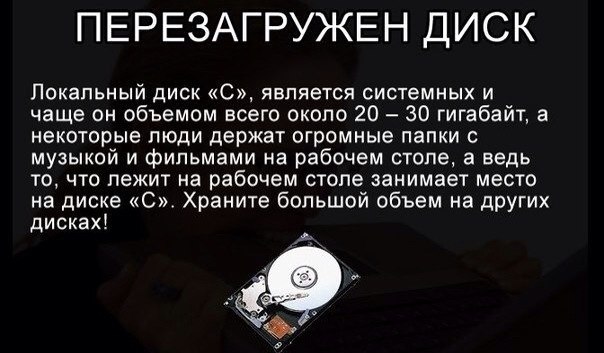 ПЕРЕЗАГРУЖЕН ДИСК
Локальный диск «С», является системных и
чаще он объемом всего около 20 – 30 гигабайт, а
некоторые люди держат огромные папки с
музыкой и фильмами на рабочем столе, а ведь
то, что лежит на рабочем столе занимает место
на диске «С». Храните большой объем на других
дисках!